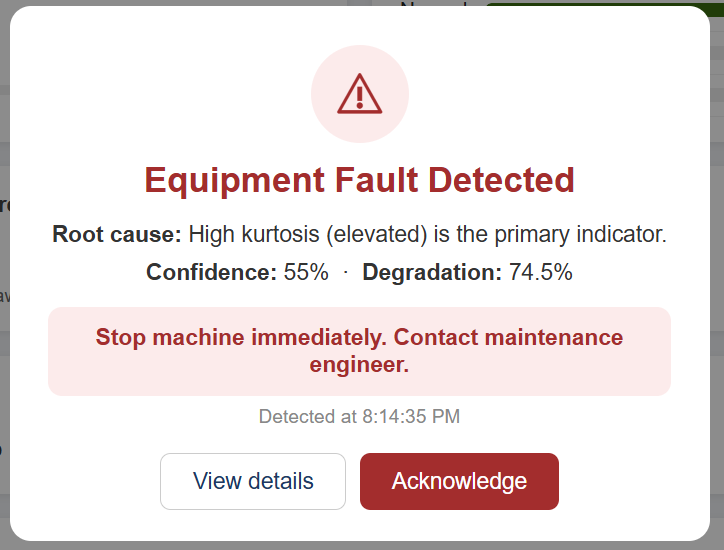 Equipment Fault Detected
Root cause: High kurtosis (elevated) is the primary indicator.
Confidence: 55% · Degradation: 74.5%
Stop machine immediately. Contact maintenance
engineer.
Detected at 8:14:35 PM
View details
Acknowledge